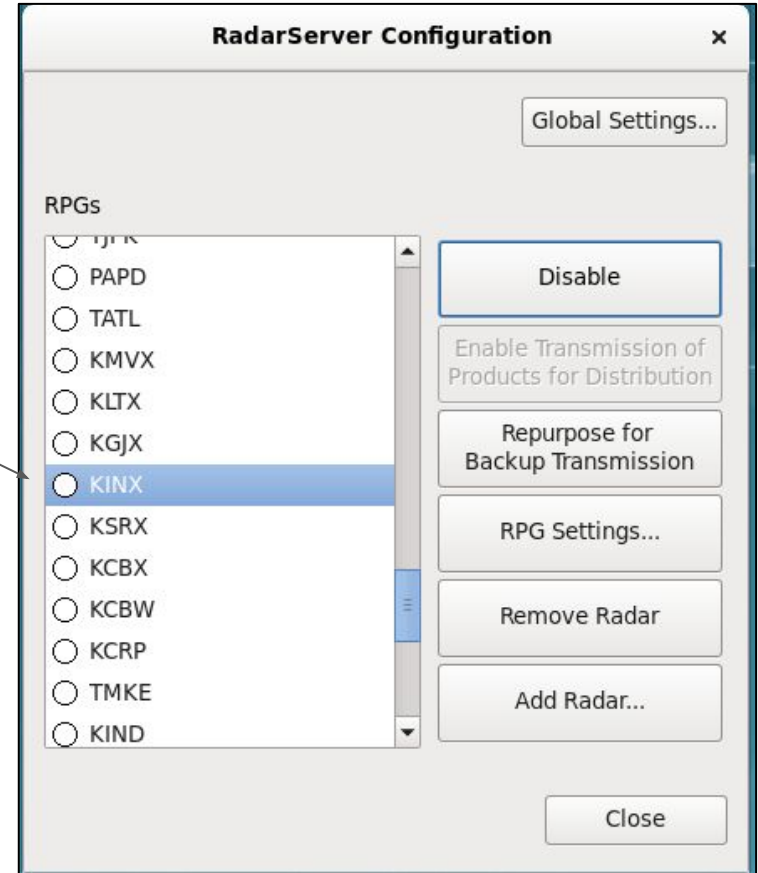 RadarServer Configuration ×
Global Settings...
RPGs
PAPD
TATL
KMVX
KLTX
KGJX
KINX
KSRX
KCBX
KCBW
KCRP
TMKE
KIND
Disable
Enable Transmission of
Products for Distribution
Repurpose for
Backup Transmission
RPG Settings...
Remove Radar
Add Radar...
Close